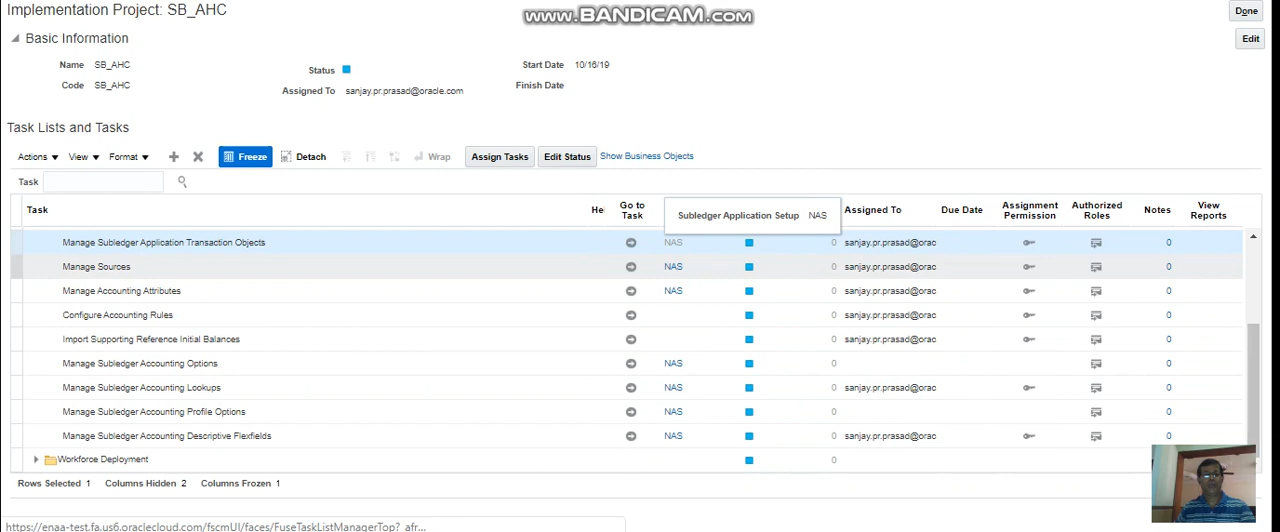 Implementation Project: SB_AHC
www.BANDICAM.com
Done
Basic Information
Edit
Name SB_AHC
Code SB_AHC
Status
Assigned To sanjay.pr.prasad@oracle.com
Start Date 10/16/19
Finish Date
Task Lists and Tasks
Actions View Format Freeze Detach Wrap Assign Tasks Edit Status Show Business Objects
Task
Task Hel Go to Task Subledger Application Setup NAS Assigned To Due Date Assignment Permission Authorized Roles Notes View Reports
Manage Subledger Application Transaction Objects NAS 0 sanjay.pr.prasad@orac 0
Manage Sources NAS 0 sanjay.pr.prasad@orac 0
Manage Accounting Attributes NAS 0 sanjay.pr.prasad@orac 0
Configure Accounting Rules 0 sanjay.pr.prasad@orac 0
Import Supporting Reference Initial Balances 0 sanjay.pr.prasad@orac 0
Manage Subledger Accounting Options NAS 0 0
Manage Subledger Accounting Lookups NAS 0 sanjay.pr.prasad@orac 0
Manage Subledger Accounting Profile Options NAS 0 0
Manage Subledger Accounting Descriptive Flexfields NAS 0 sanjay.pr.prasad@orac 0
Workforce Deployment 0
Rows Selected 1 Columns Hidden 2 Columns Frozen 1
https://enaa-test.fa.us6.oraclecloud.com/fscmUI/faces/FuseTaskListManagerTop?_afr...